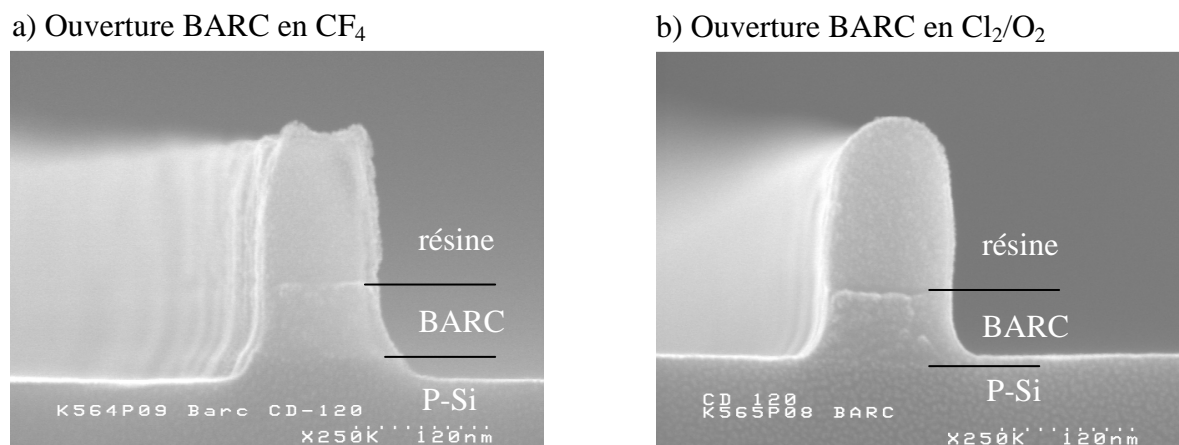 a) Ouverture BARC en CF₄
b) Ouverture BARC en Cl₂/O₂
résine
BARC
P-Si
K564P09 Barc CD-120
X250K 120nm
résine
BARC
P-Si
CD 120
K565P08 BARC
X250K 120nm